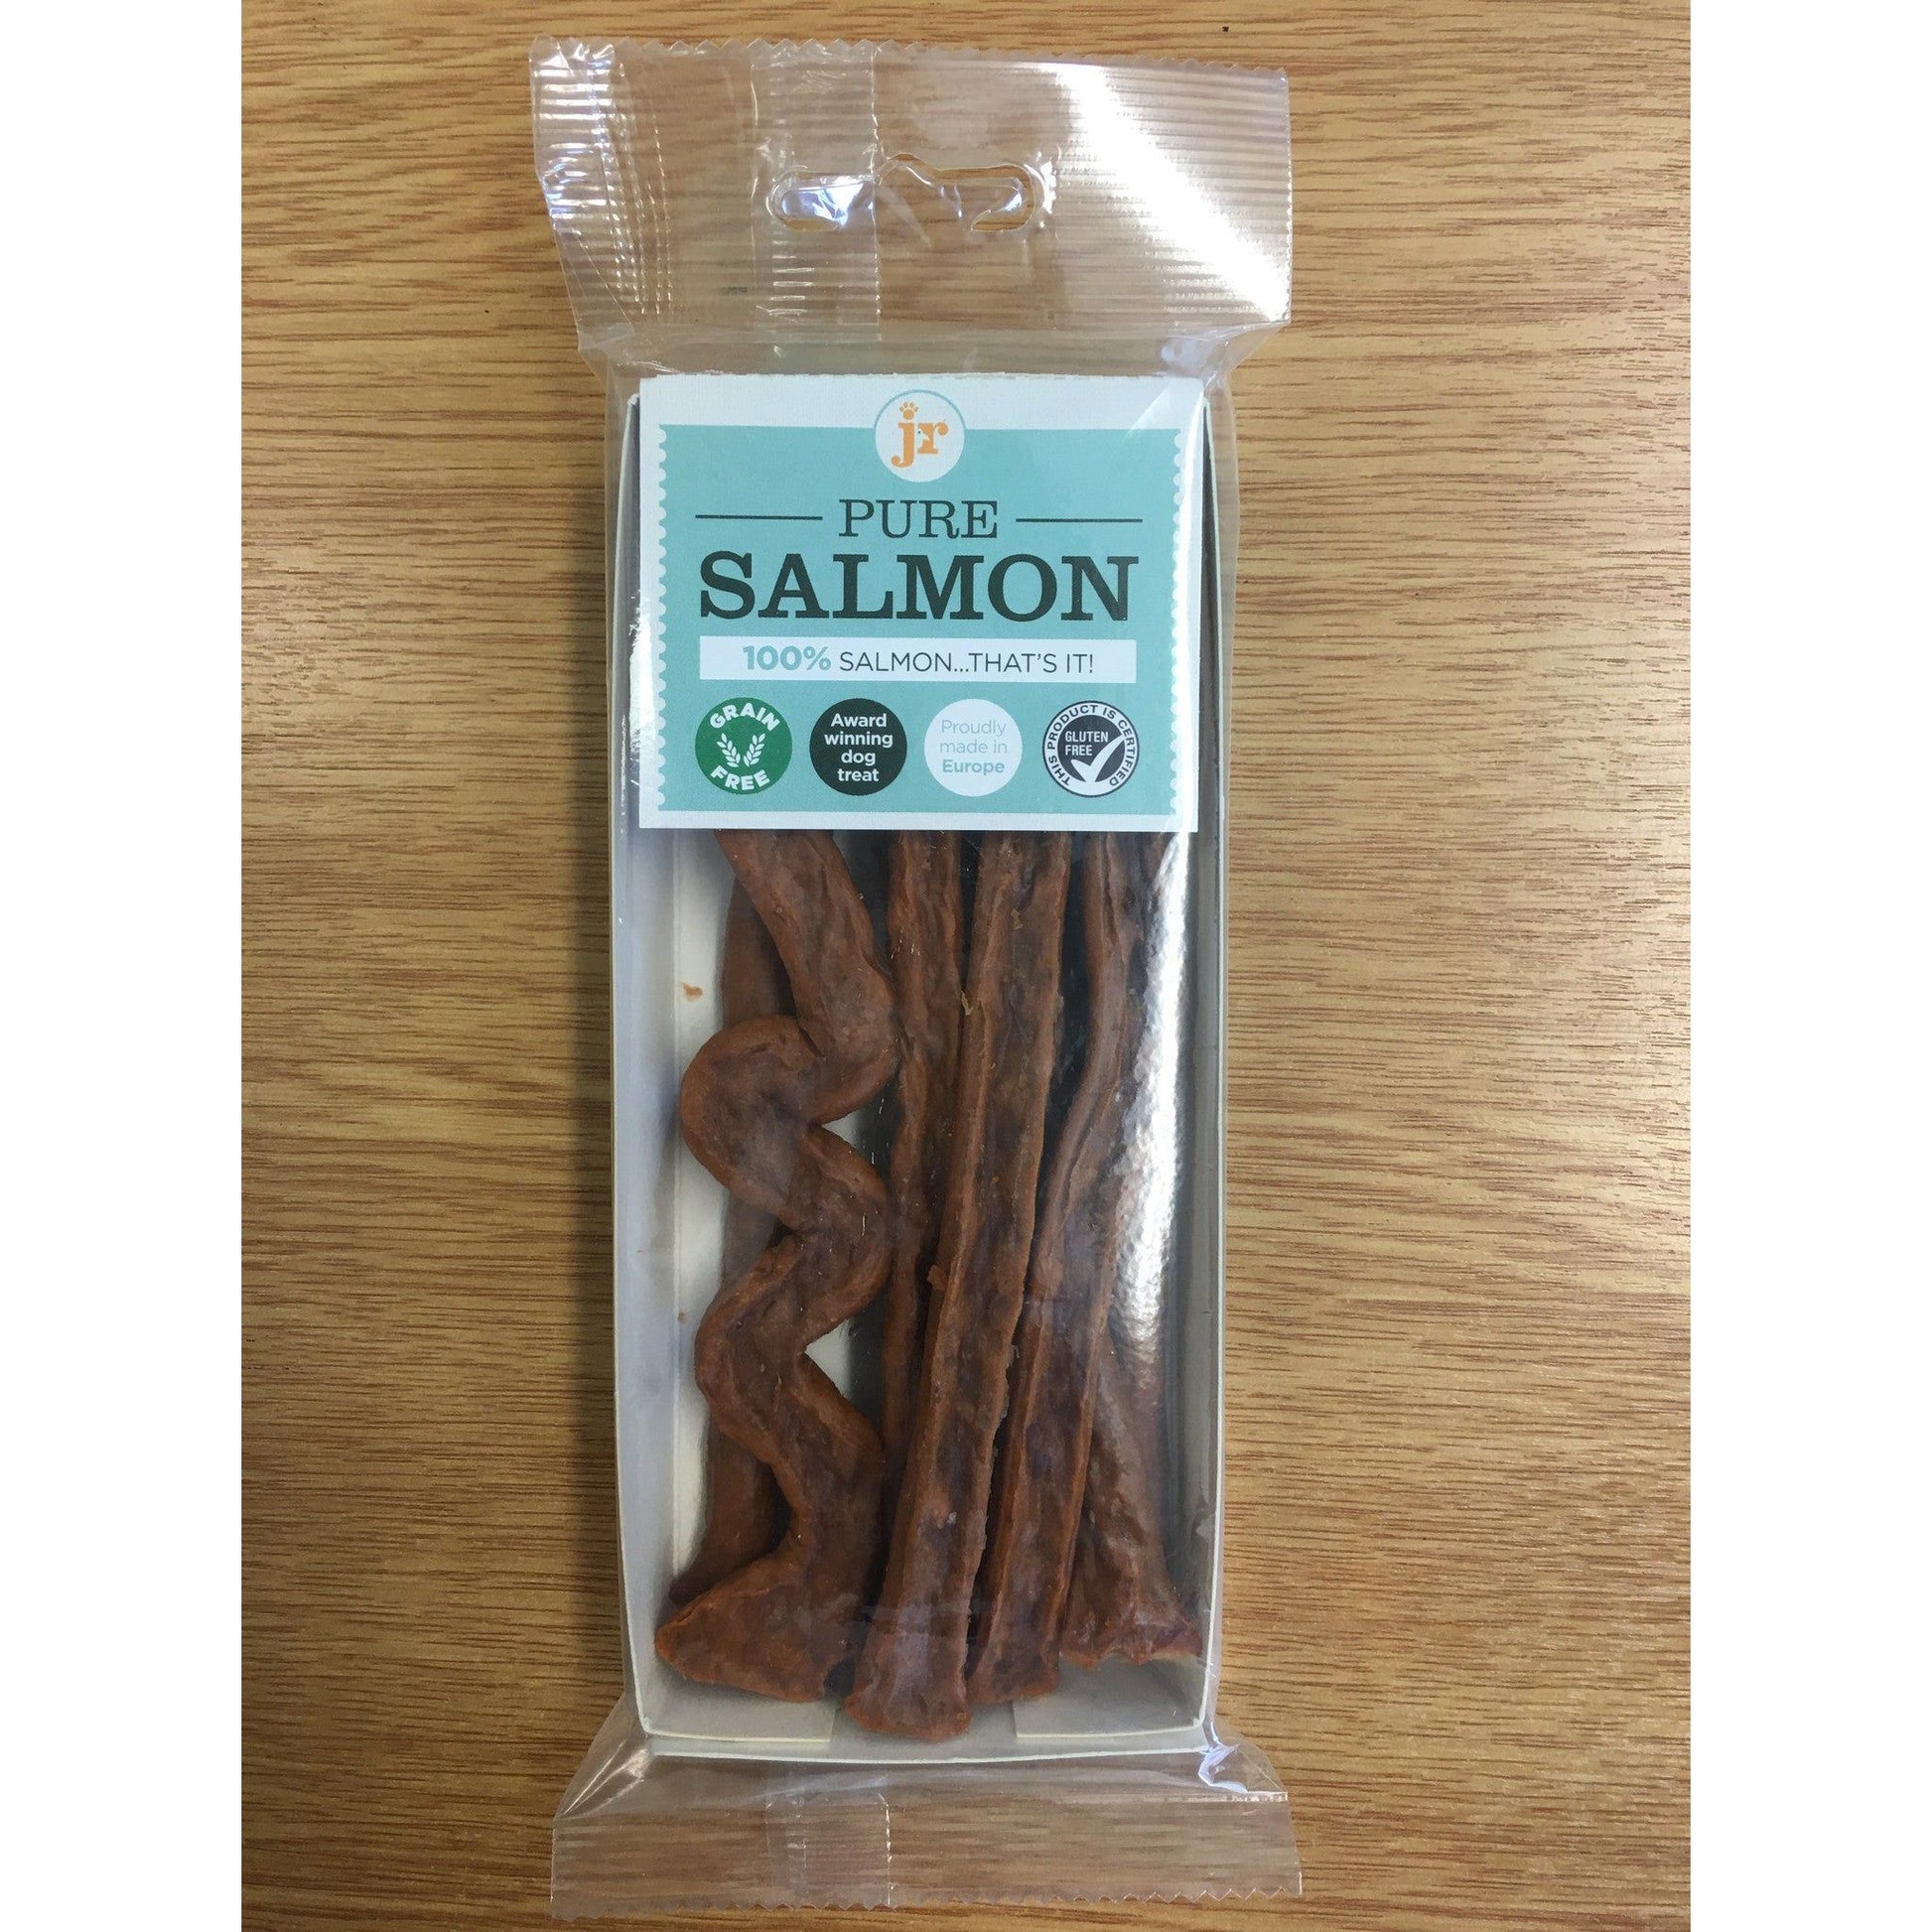 jr
PURE
SALMON
100% SALMON...THAT'S IT!
GRAIN
FREE
Award
winning
dog
treat
Proudly
made in
Europe
THIS PRODUCT IS CERTIFIED
GLUTEN
FREE